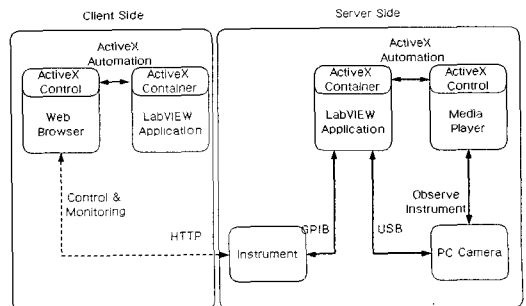 Client Side
Server Side
ActiveX
Automation
ActiveX
Control
Web
Browser
ActiveX
Container
LabVIEW
Application
ActiveX
Automation
ActiveX
Container
LabVIEW
Application
ActiveX
Control
Media
Player
Control &
Monitoring
HTTP
Instrument
GPIB
USB
Observe
Instrument
PC Camera